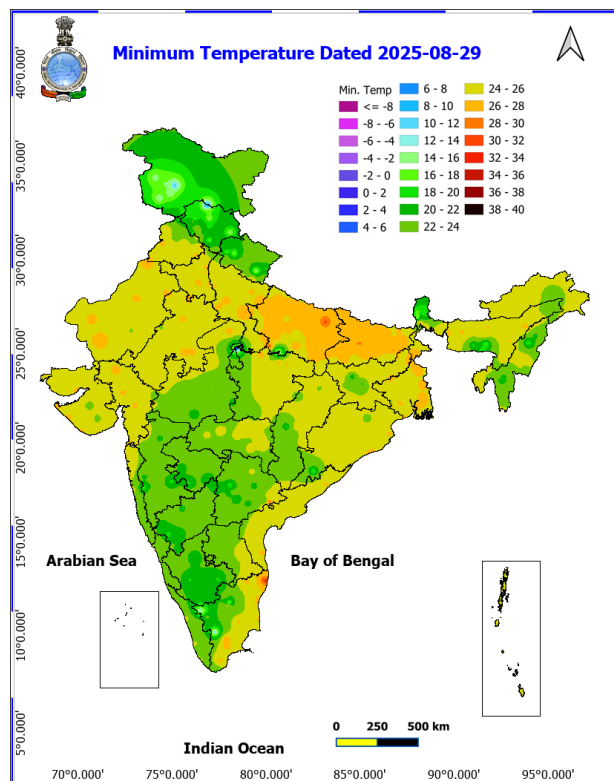 Minimum Temperature Dated 2025-08-29
Min. Temp
<= -8
-8 - -6
-6 - -4
-4 - -2
-2 - 0
0 - 2
2 - 4
4 - 6
6 - 8
8 - 10
10 - 12
12 - 14
14 - 16
16 - 18
18 - 20
20 - 22
22 - 24
24 - 26
26 - 28
28 - 30
30 - 32
32 - 34
34 - 36
36 - 38
38 - 40
40°0.000'
35°0.000'
30°0.000'
25°0.000'
20°0.000'
15°0.000'
10°0.000'
5°0.000'
Arabian Sea
Bay of Bengal
Indian Ocean
0 250 500 km
70°0.000' 75°0.000' 80°0.000' 85°0.000' 90°0.000' 95°0.000'